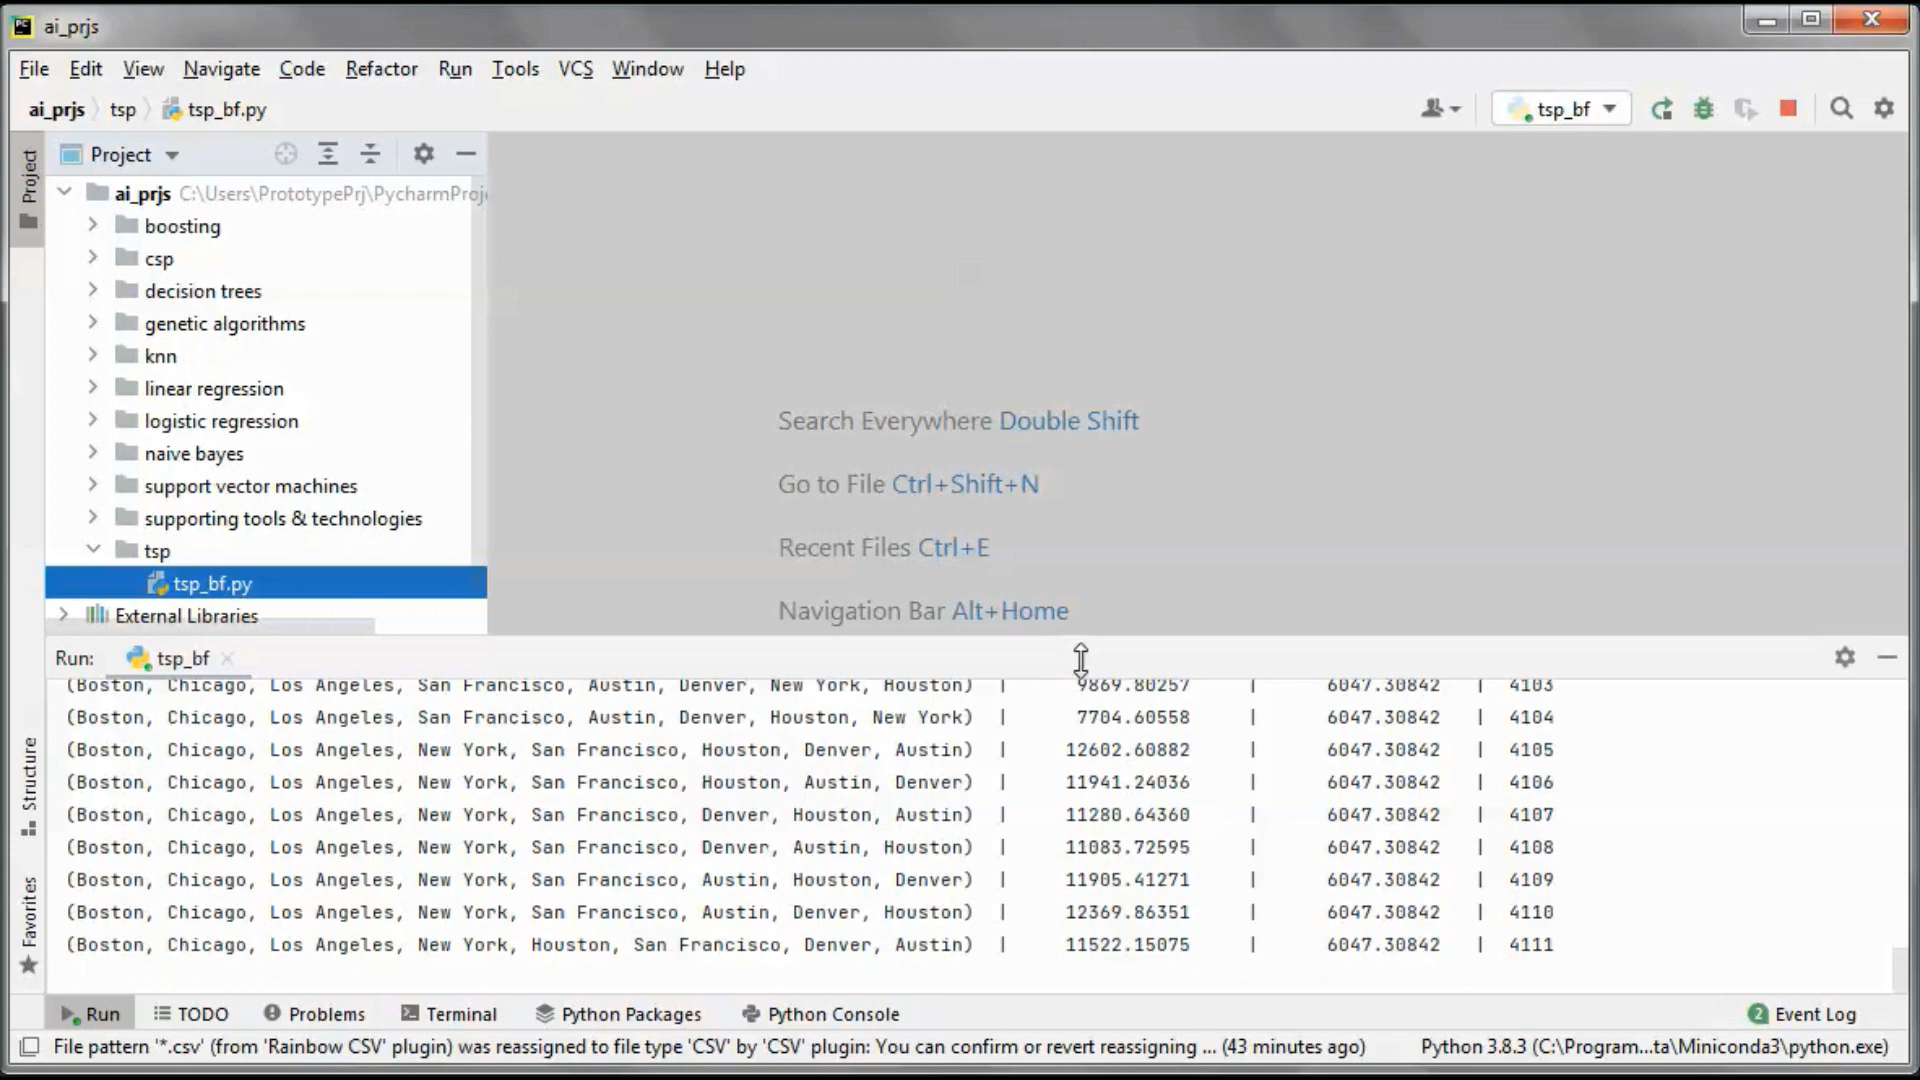 ai_prjs
File Edit View Navigate Code Refactor Run Tools VCS Window Help
ai_prjs tsp tsp_bf.py tsp_bf
Project Project
ai_prjs C:\Users\PrototypePrj\PycharmProj
boosting
csp
decision trees
genetic algorithms
knn
linear regression
logistic regression
naive bayes
support vector machines
supporting tools & technologies
tsp
tsp_bf.py
External Libraries
Search Everywhere Double Shift
Go to File Ctrl+Shift+N
Recent Files Ctrl+E
Navigation Bar Alt+Home
Run: tsp_bf
(Boston, Chicago, Los Angeles, San Francisco, Austin, Denver, New York, Houston) | 9869.80257 | 6047.30842 | 4103
(Boston, Chicago, Los Angeles, San Francisco, Austin, Denver, Houston, New York) | 7704.60558 | 6047.30842 | 4104
(Boston, Chicago, Los Angeles, New York, San Francisco, Houston, Denver, Austin) | 12602.60882 | 6047.30842 | 4105
(Boston, Chicago, Los Angeles, New York, San Francisco, Houston, Austin, Denver) | 11941.24036 | 6047.30842 | 4106
(Boston, Chicago, Los Angeles, New York, San Francisco, Denver, Houston, Austin) | 11280.64360 | 6047.30842 | 4107
(Boston, Chicago, Los Angeles, New York, San Francisco, Denver, Austin, Houston) | 11083.72595 | 6047.30842 | 4108
(Boston, Chicago, Los Angeles, New York, San Francisco, Austin, Houston, Denver) | 11905.41271 | 6047.30842 | 4109
(Boston, Chicago, Los Angeles, New York, San Francisco, Austin, Denver, Houston) | 12369.86351 | 6047.30842 | 4110
(Boston, Chicago, Los Angeles, New York, Houston, San Francisco, Denver, Austin) | 11522.15075 | 6047.30842 | 4111
Structure
Favorites
Run TODO Problems Terminal Python Packages Python Console 2 Event Log
File pattern '*.csv' (from 'Rainbow CSV' plugin) was reassigned to file type 'CSV' by 'CSV' plugin: You can confirm or revert reassigning ... (43 minutes ago) Python 3.8.3 (C:\Program...ta\Miniconda3\python.exe)